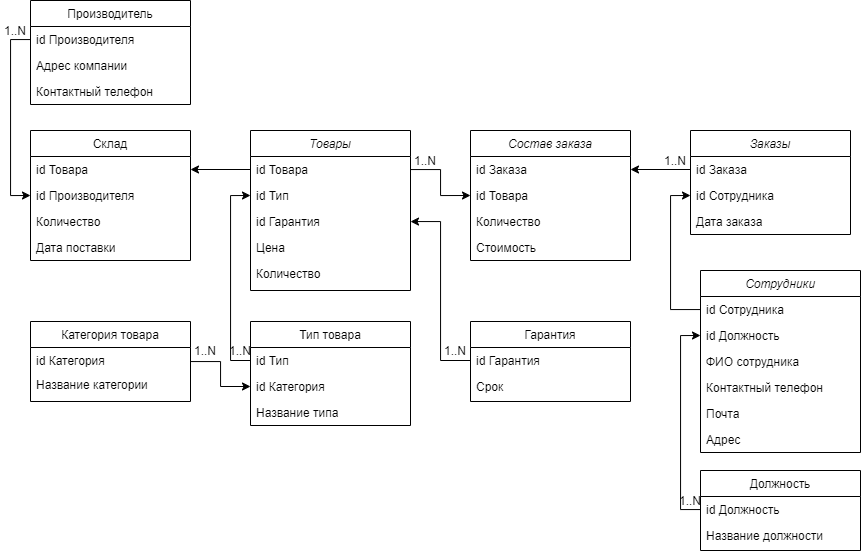 Производитель
1..N
id Производителя
Адрес компании
Контактный телефон
Склад
id Товара
id Производителя
Количество
Дата поставки
Товары
id Товара
id Тип
id Гарантия
Цена
Количество
1..N
Состав заказа
id Заказа
id Товара
Количество
Стоимость
1..N
Заказы
id Заказа
id Сотрудника
Дата заказа
Сотрудники
id Сотрудника
id Должность
ФИО сотрудника
Контактный телефон
Почта
Адрес
Категория товара
id Категория
Название категории
1..N
1..N
Тип товара
id Тип
id Категория
Название типа
1..N
Гарантия
id Гарантия
Срок
Должность
1..N
id Должность
Название должности